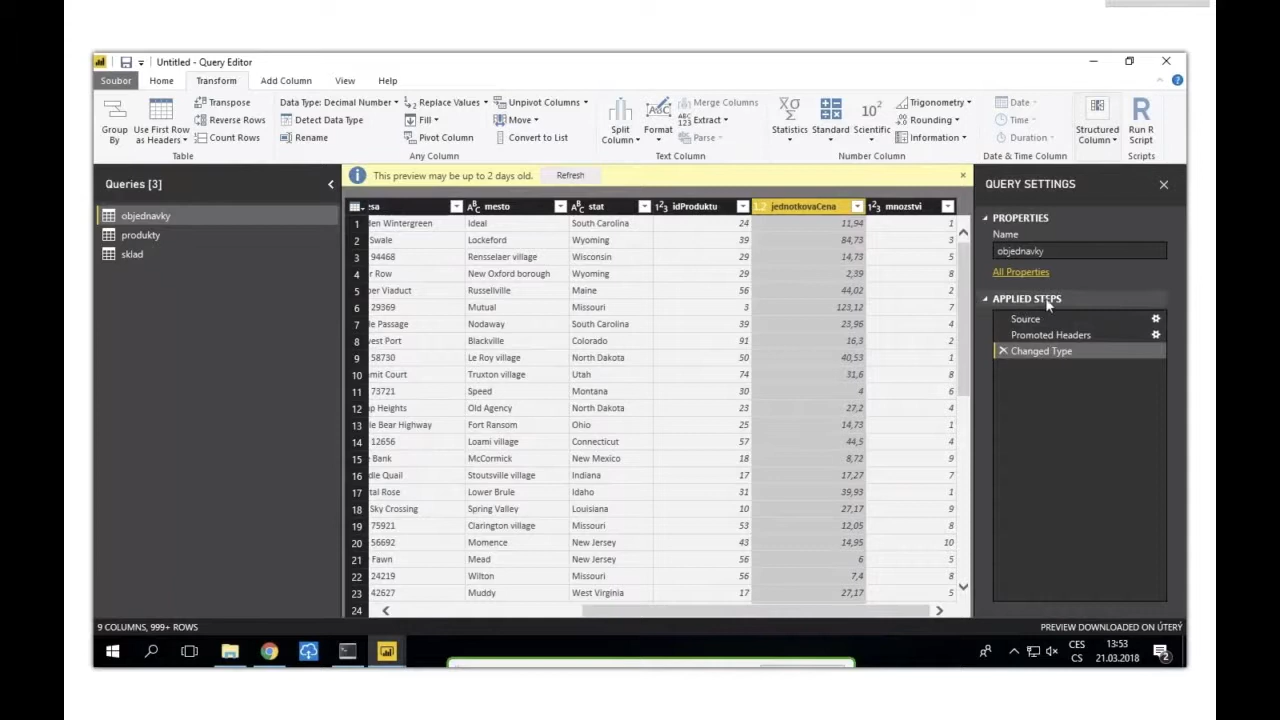 Untitled - Query Editor
Soubor Home Transform Add Column View Help
Transpose Data Type: Decimal Number Replace Values Unpivot Columns Merge Columns Trigonometry Date
Group By Use First Row as Headers Reverse Rows Detect Data Type Fill Move Split Column Format Extract Statistics Standard Scientific Rounding Time Structured Column Run R Script
Count Rows Rename Pivot Column Convert to List Parse Information Duration
Table Any Column Text Column Number Column Date & Time Column Scripts
Queries [3]
objednavky
produkty
sklad
This preview may be up to 2 days old. Refresh
esa mesto stat idProduktu jednotkovaCena mnozstvi
1 den Wintergreen Ideal South Carolina 24 11,94 1
2 Swale Lockeford Wyoming 39 84,73 3
3 94468 Rensselaer village Wisconsin 29 14,73 5
4 r Row New Oxford borough Wyoming 29 2,39 8
5 er Viaduct Russellville Maine 56 44,02 2
6 29369 Mutual Missouri 3 123,12 7
7 le Passage Nodaway South Carolina 39 23,96 4
8 vest Port Blackville Colorado 91 16,3 2
9 58730 Le Roy village North Dakota 50 40,53 1
10 mit Court Truxton village Utah 74 31,6 8
11 73721 Speed Montana 30 4 6
12 p Heights Old Agency North Dakota 23 27,2 4
13 le Bear Highway Fort Ransom Ohio 25 14,73 1
14 12656 Loami village Connecticut 57 44,5 4
15 e Bank McCormick New Mexico 18 8,72 9
16 die Quail Stoutsville village Indiana 17 17,27 7
17 tal Rose Lower Brule Idaho 31 39,93 1
18 Sky Crossing Spring Valley Louisiana 10 27,17 9
19 75921 Clarington village Missouri 53 12,05 8
20 56692 Momence New Jersey 43 14,95 10
21 Fawn Mead New Jersey 56 6 5
22 24219 Wilton Missouri 56 7,4 8
23 42627 Muddy West Virginia 17 27,17 5
24
QUERY SETTINGS
PROPERTIES
Name
objednavky
All Properties
APPLIED STEPS
Source
Promoted Headers
Changed Type
9 COLUMNS, 999+ ROWS PREVIEW DOWNLOADED ON ÚTERÝ
CES 13:53
CS 21.03.2018 2